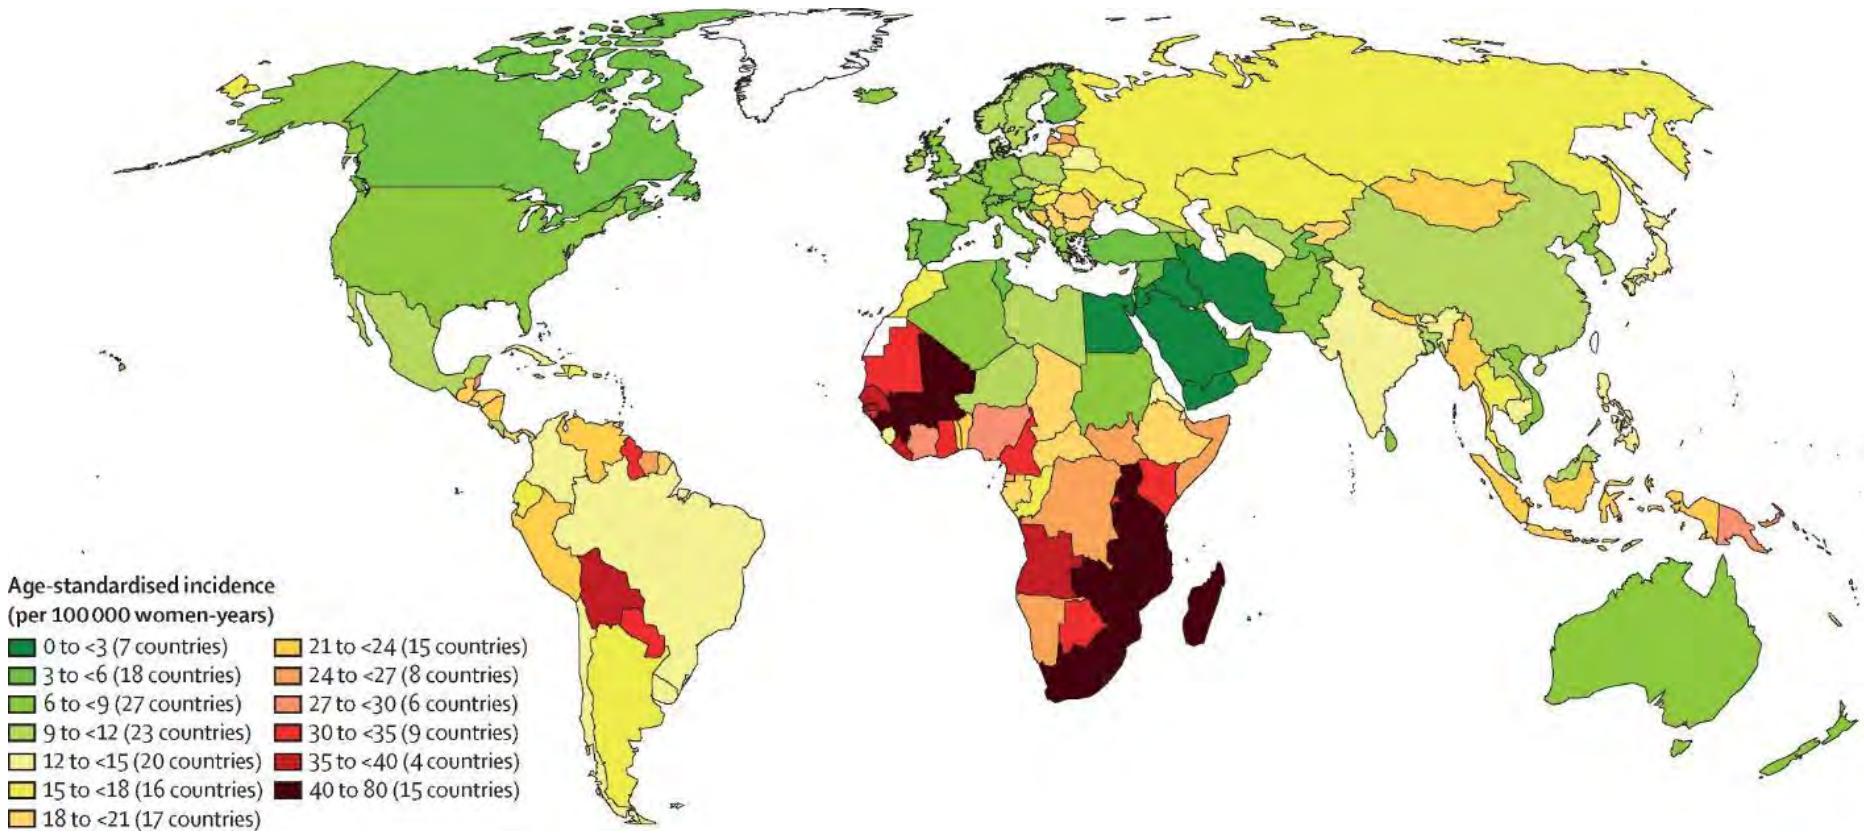 Age-standardised incidence
(per 100 000 women-years)
0 to <3 (7 countries)
3 to <6 (18 countries)
6 to <9 (27 countries)
9 to <12 (23 countries)
12 to <15 (20 countries)
15 to <18 (16 countries)
18 to <21 (17 countries)
21 to <24 (15 countries)
24 to <27 (8 countries)
27 to <30 (6 countries)
30 to <35 (9 countries)
35 to <40 (4 countries)
40 to 80 (15 countries)